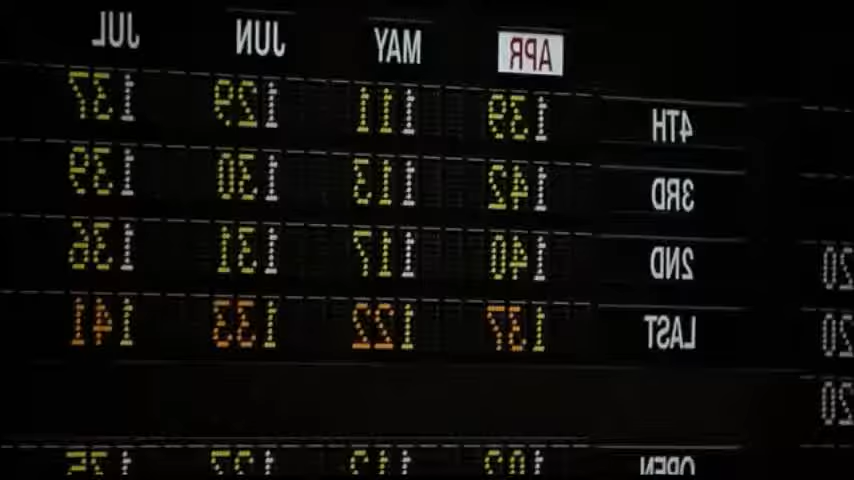 APR MAY JUN JUL
4TH 139 111 129 137
3RD 142 113 130 139
2ND 140 117 131 136
LAST 137 122 133 141
OPEN